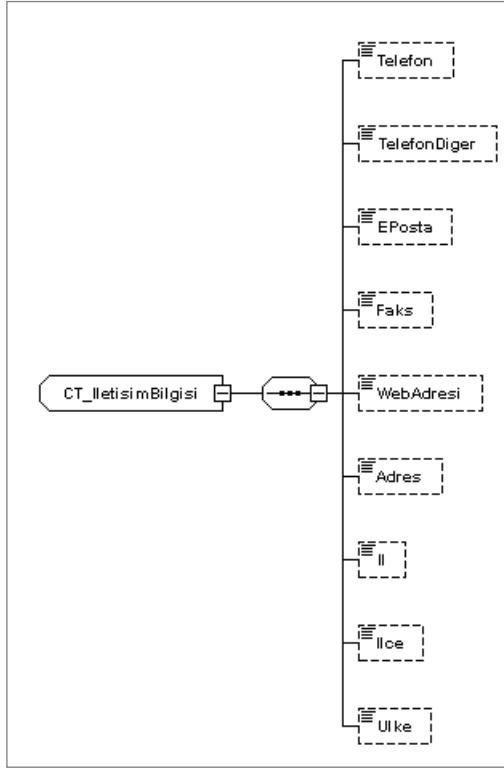 Telefon
TelefonDiger
EPosta
Faks
CT_IletisimBilgisi
WebAdresi
Adres
Il
Ilce
Ulke